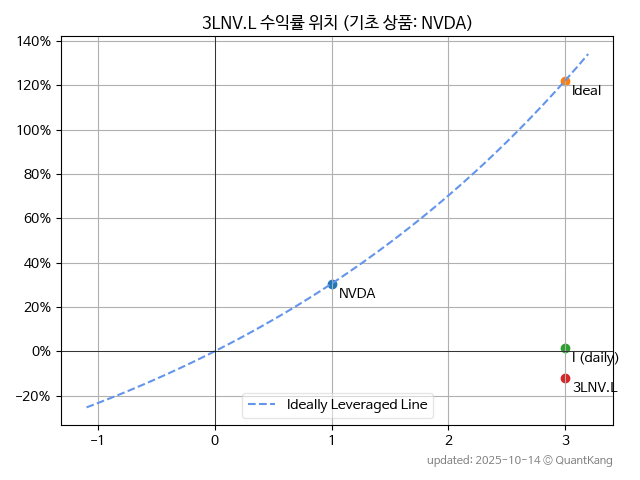 3LNV.L 수익률 위치 (기초 상품: NVDA)
140%
120%
100%
80%
60%
40%
20%
0%
−20%
Ideal
NVDA
I (daily)
3LNV.L
Ideally Leveraged Line
−1
0
1
2
3
updated: 2025-10-14 © QuantKang